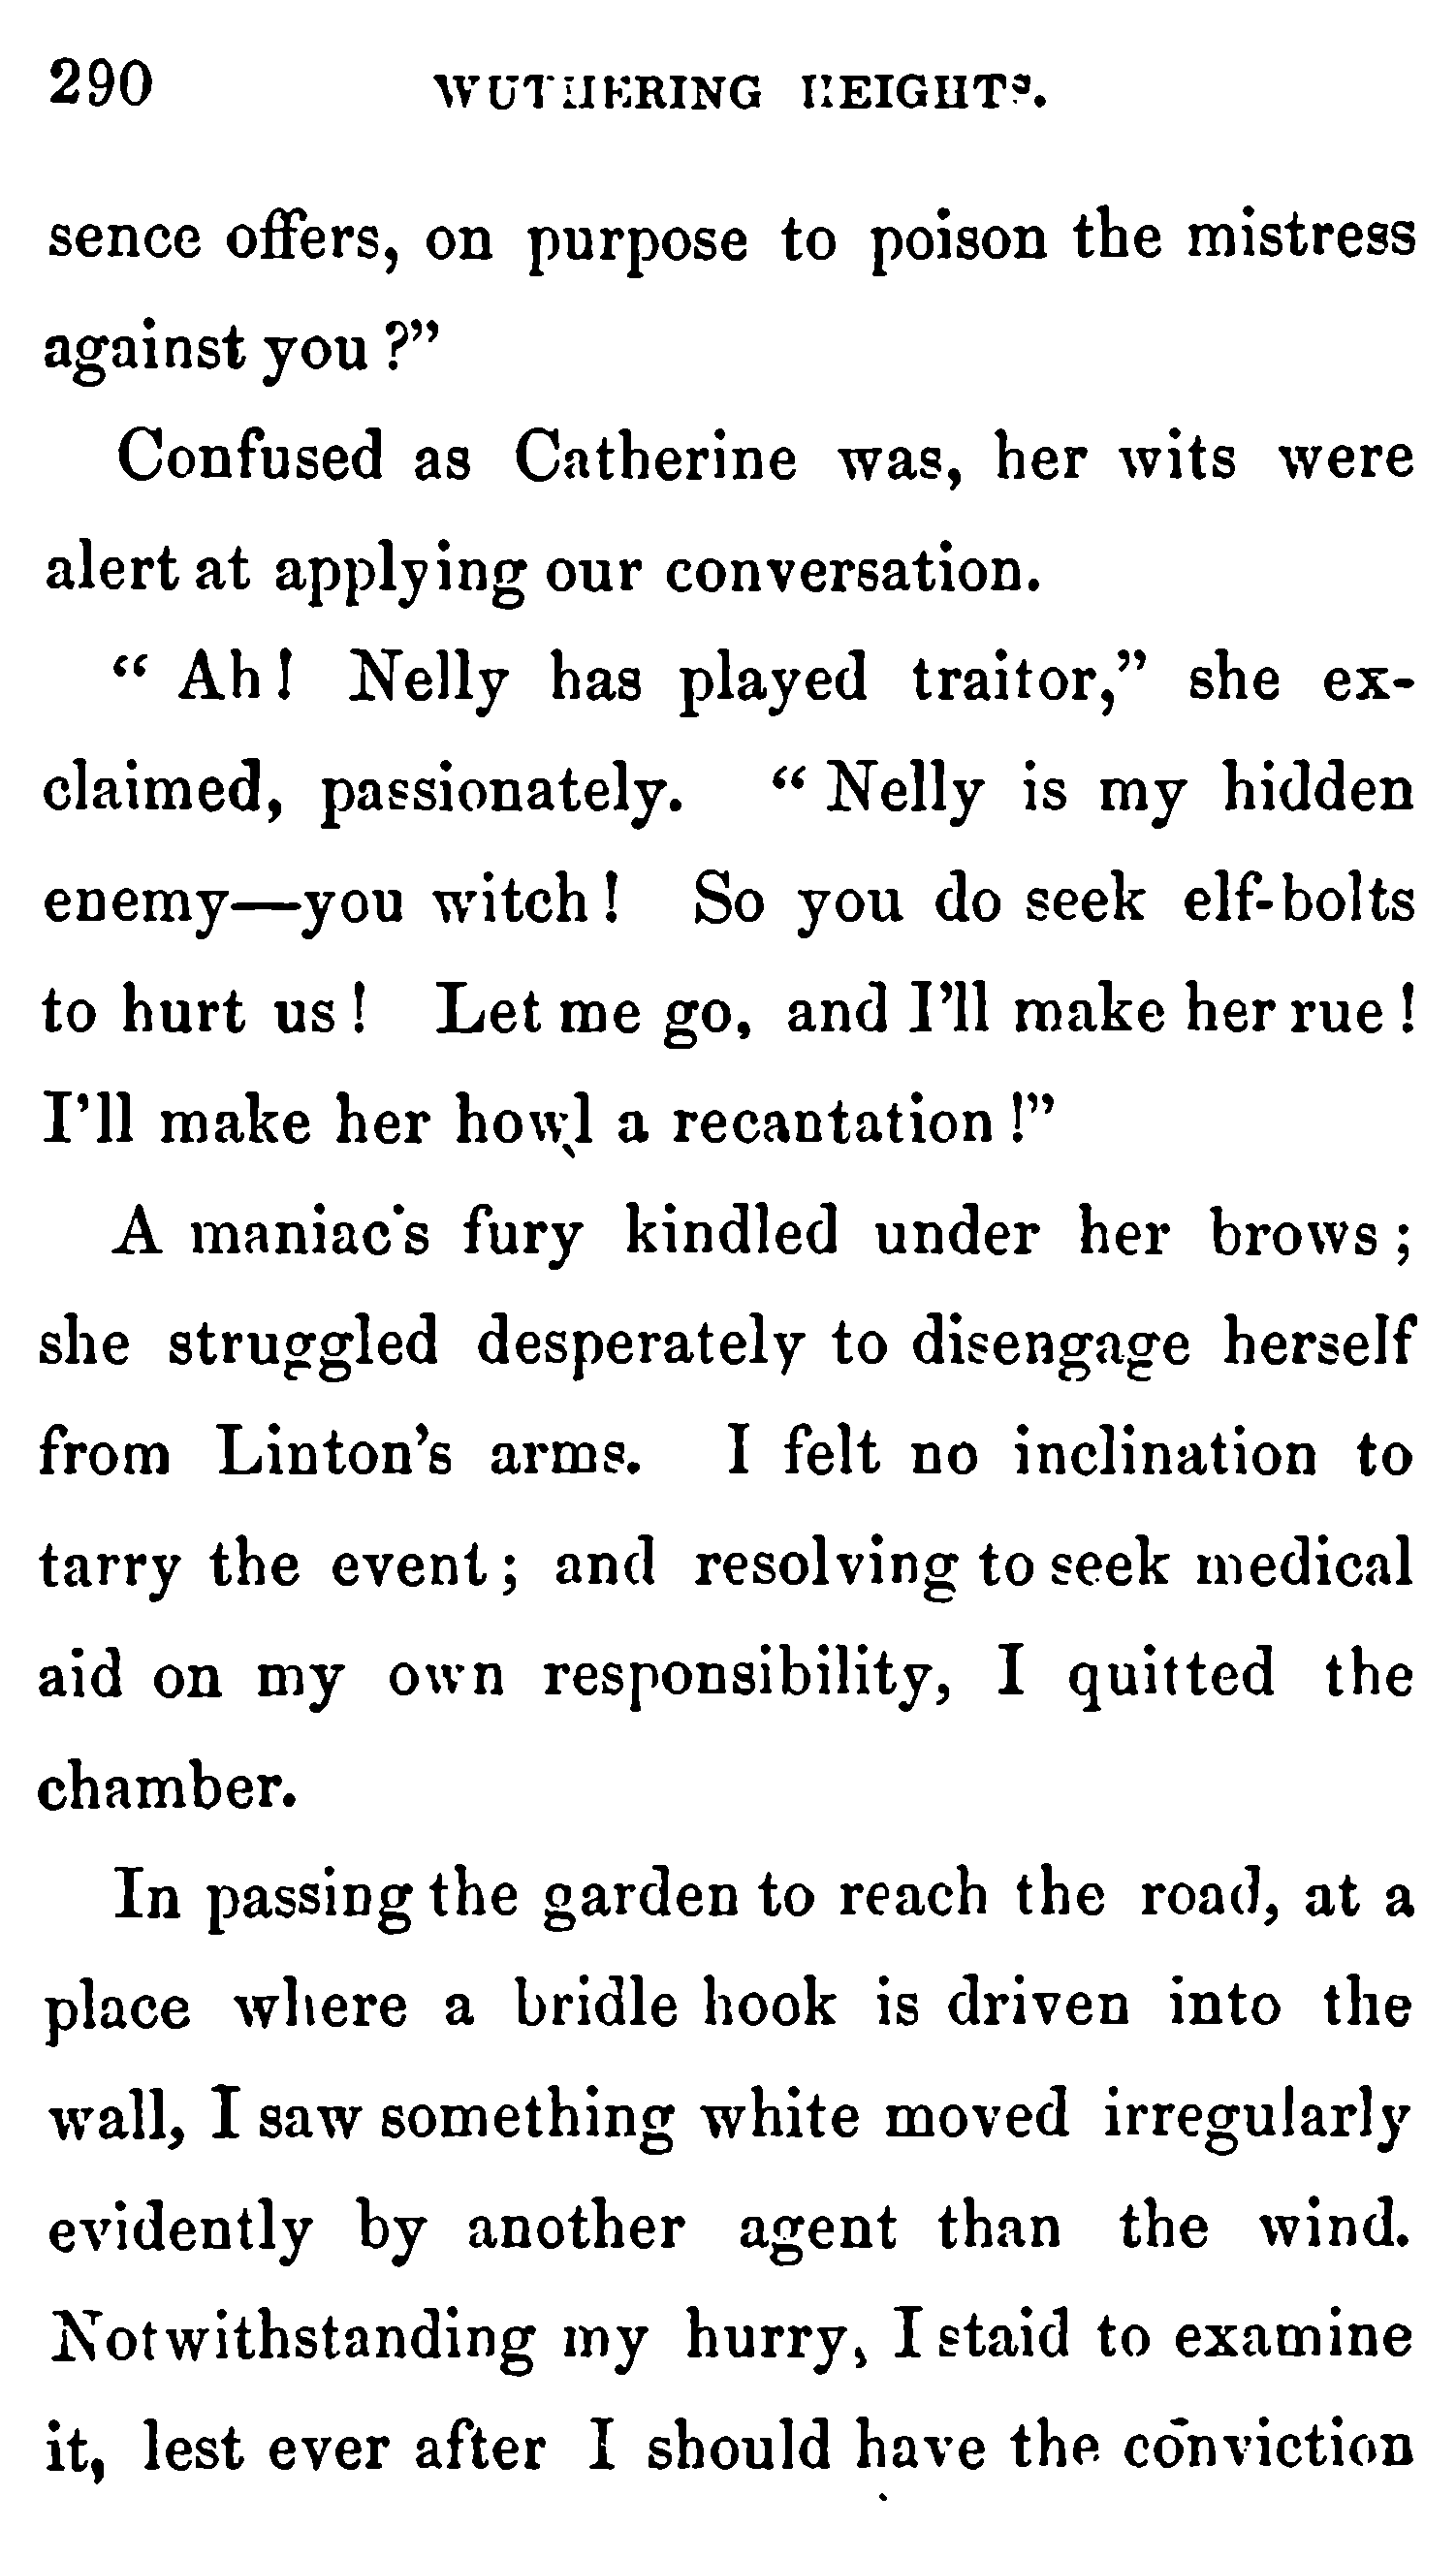 290 WUTHERING HEIGHTS.
sence offers, on purpose to poison the mistress
against you ?”
Confused as Catherine was, her wits were
alert at applying our conversation.
“ Ah ! Nelly has played traitor,” she ex-
claimed, passionately. “ Nelly is my hidden
enemy—you witch ! So you do seek elf-bolts
to hurt us ! Let me go, and I’ll make her rue !
I’ll make her howl a recantation !”
A maniac's fury kindled under her brows ;
she struggled desperately to disengage herself
from Linton’s arms. I felt no inclination to
tarry the event ; and resolving to seek medical
aid on my own responsibility, I quitted the
chamber.
In passing the garden to reach the road, at a
place where a bridle hook is driven into the
wall, I saw something white moved irregularly
evidently by another agent than the wind.
Notwithstanding my hurry, I staid to examine
it, lest ever after I should have the conviction